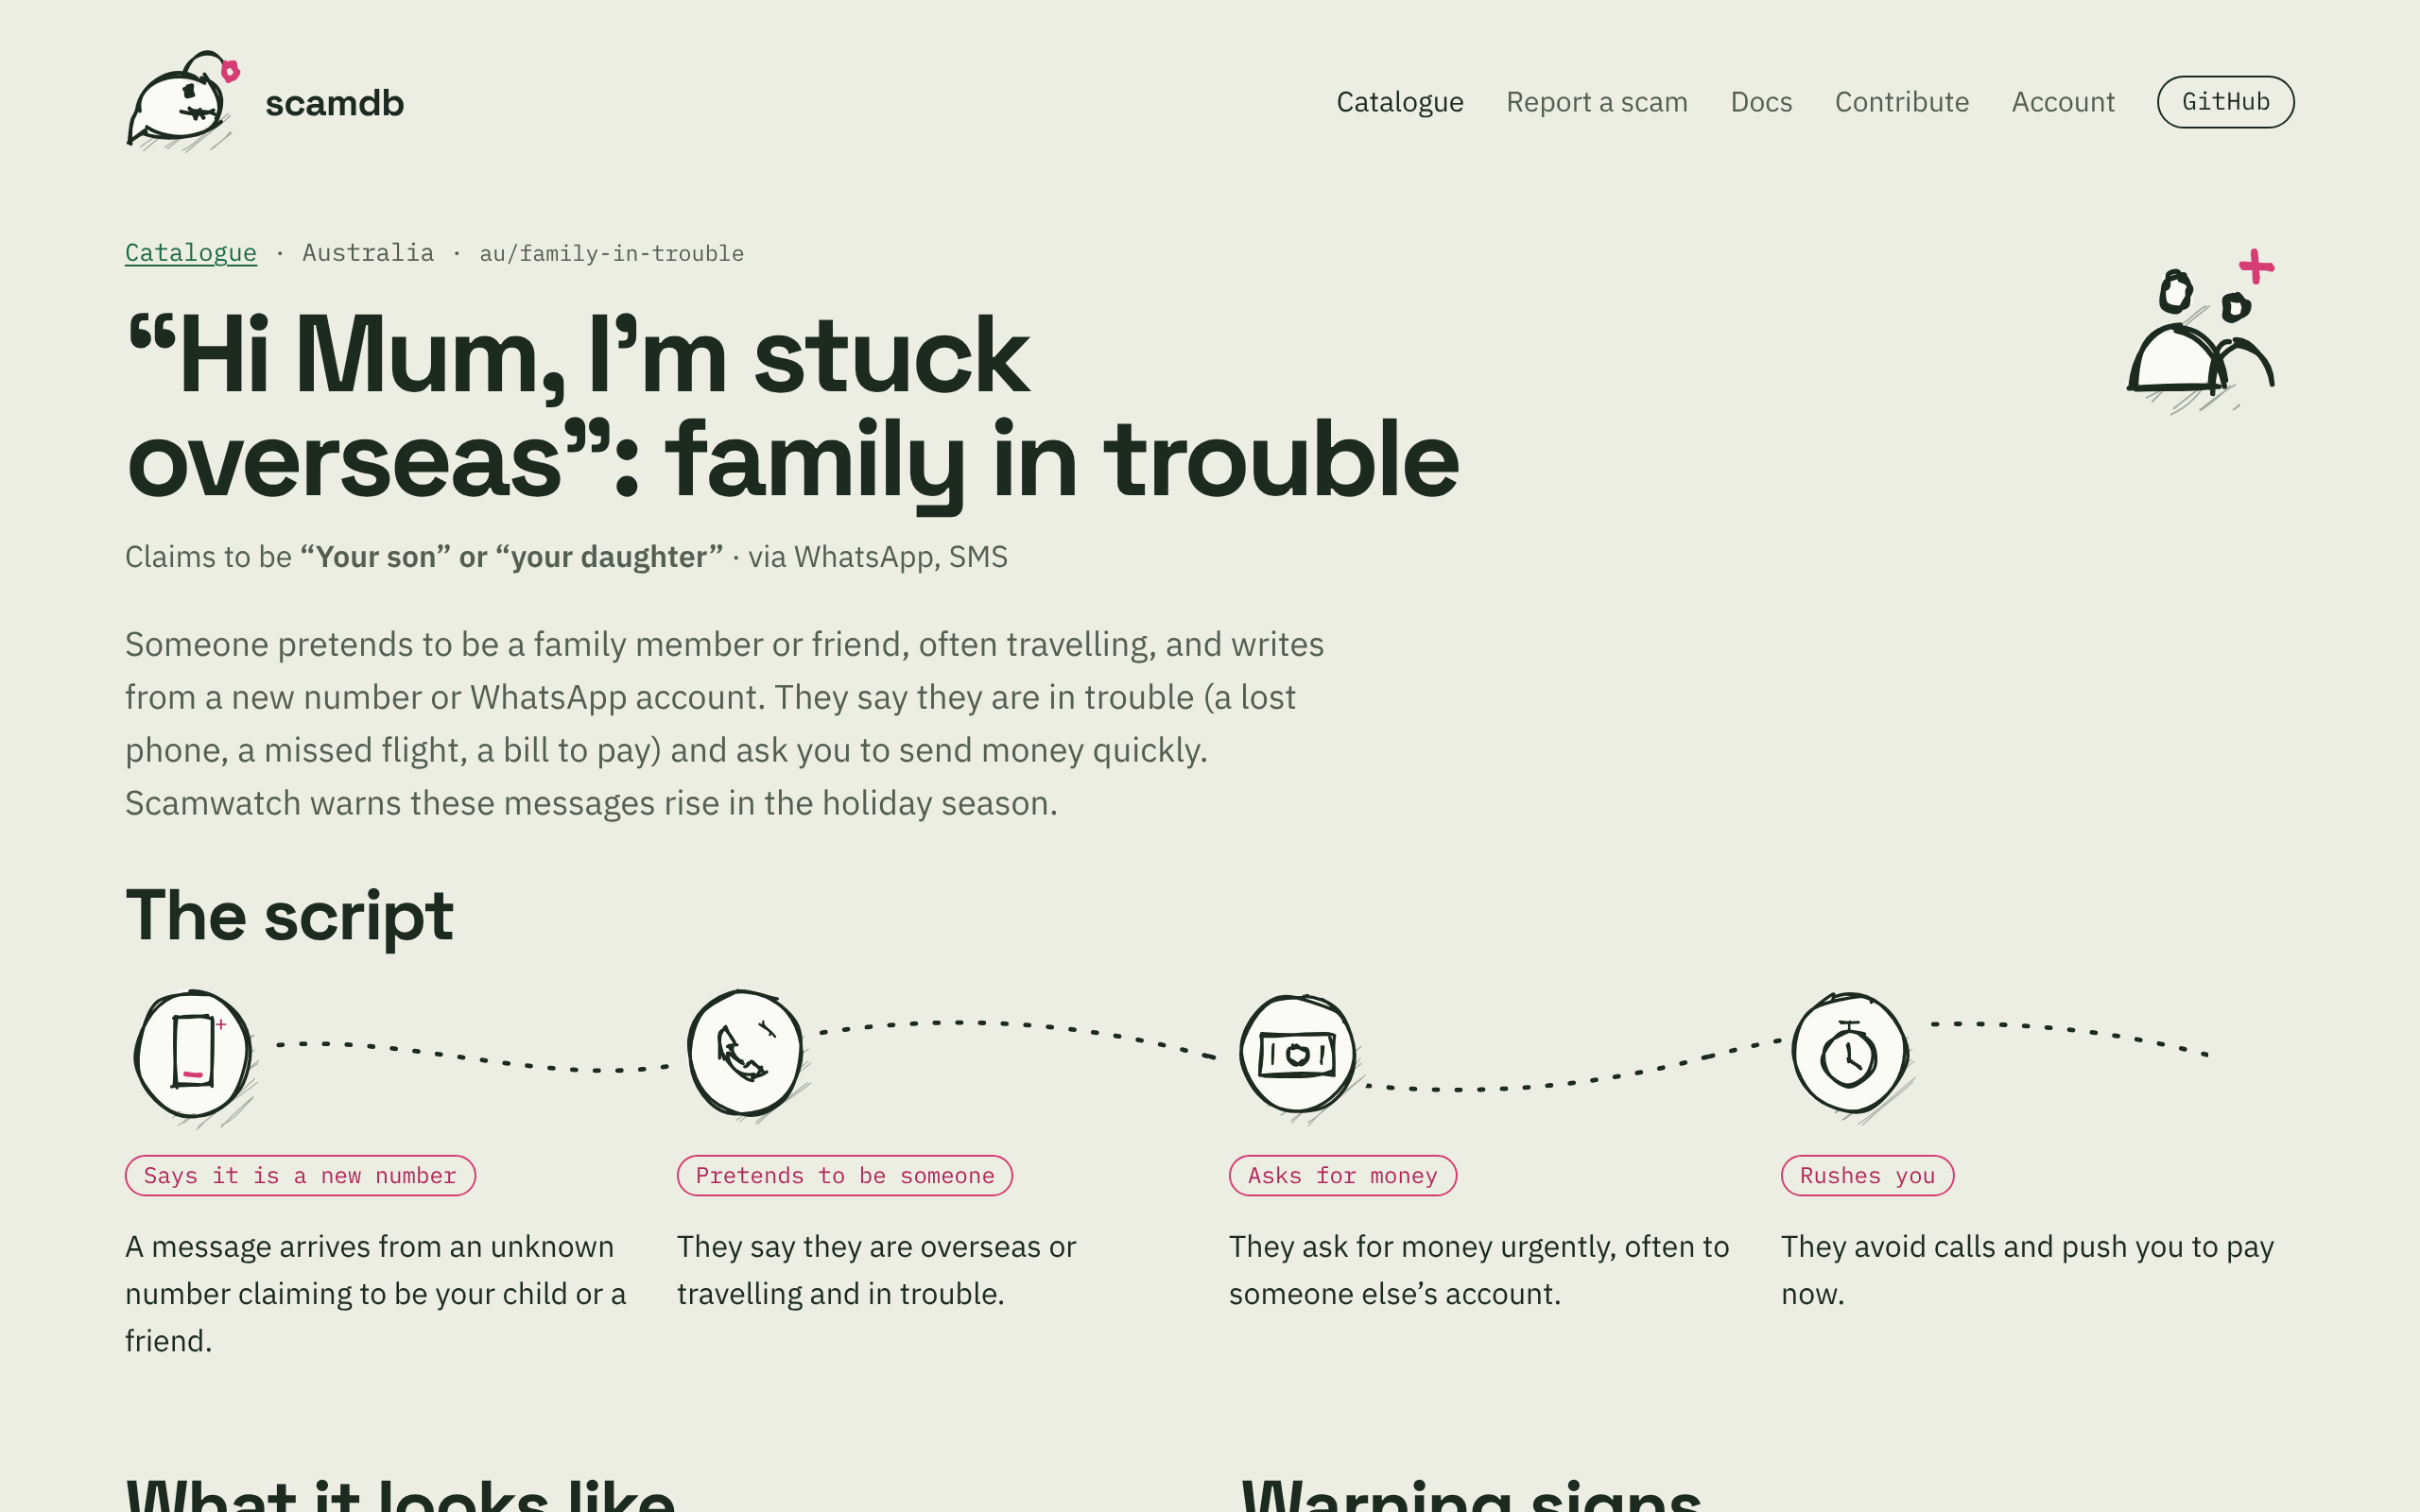 scamdb
Catalogue Report a scam Docs Contribute Account GitHub
Catalogue · Australia · au/family-in-trouble
“Hi Mum, I’m stuck
overseas”: family in trouble
Claims to be “Your son” or “your daughter” · via WhatsApp, SMS
Someone pretends to be a family member or friend, often travelling, and writes
from a new number or WhatsApp account. They say they are in trouble (a lost
phone, a missed flight, a bill to pay) and ask you to send money quickly.
Scamwatch warns these messages rise in the holiday season.
The script
Says it is a new number
A message arrives from an unknown
number claiming to be your child or a
friend.
Pretends to be someone
They say they are overseas or
travelling and in trouble.
Asks for money
They ask for money urgently, often to
someone else’s account.
Rushes you
They avoid calls and push you to pay
now.
What it looks like
Warning signs